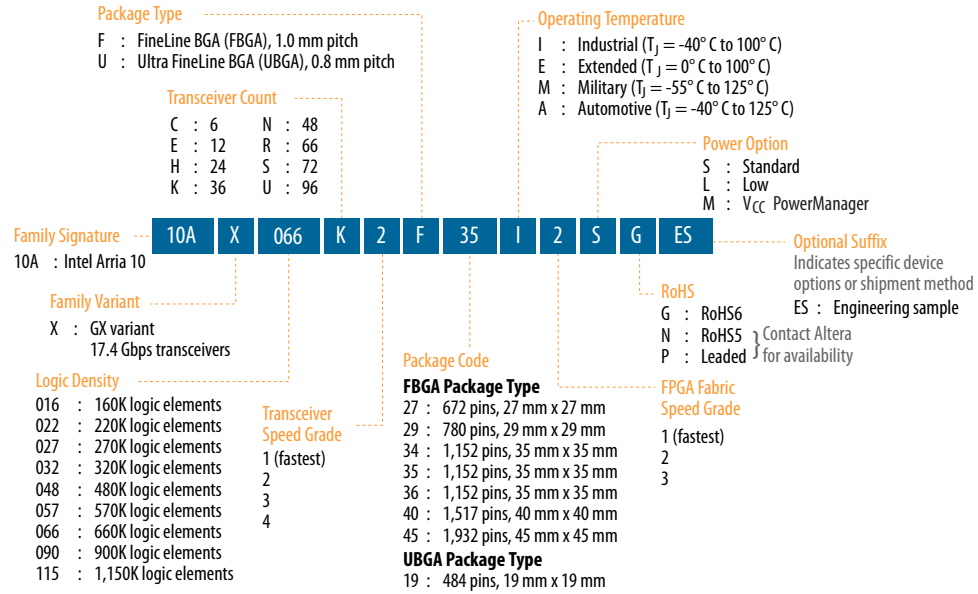 Package Type
F : FineLine BGA (FBGA), 1.0 mm pitch
U : Ultra FineLine BGA (UBGA), 0.8 mm pitch
Operating Temperature
I : Industrial (TJ = -40° C to 100° C)
E : Extended (T J = 0° C to 100° C)
M : Military (TJ = -55° C to 125° C)
A : Automotive (TJ = -40° C to 125° C)
Transceiver Count
C : 6 N : 48
E : 12 R : 66
H : 24 S : 72
K : 36 U : 96
Power Option
S : Standard
L : Low
M : VCC PowerManager
10A X 066 K 2 F 35 I 2 S G ES
Family Signature
10A : Intel Arria 10
Optional Suffix
Indicates specific device
options or shipment method
ES : Engineering sample
Family Variant
X : GX variant
17.4 Gbps transceivers
RoHS
G : RoHS6
N : RoHS5
P : Leaded
} Contact Altera
for availability
Logic Density
016 : 160K logic elements
022 : 220K logic elements
027 : 270K logic elements
032 : 320K logic elements
048 : 480K logic elements
057 : 570K logic elements
066 : 660K logic elements
090 : 900K logic elements
115 : 1,150K logic elements
Transceiver
Speed Grade
1 (fastest)
2
3
4
Package Code
FBGA Package Type
27 : 672 pins, 27 mm x 27 mm
29 : 780 pins, 29 mm x 29 mm
34 : 1,152 pins, 35 mm x 35 mm
35 : 1,152 pins, 35 mm x 35 mm
36 : 1,152 pins, 35 mm x 35 mm
40 : 1,517 pins, 40 mm x 40 mm
45 : 1,932 pins, 45 mm x 45 mm
UBGA Package Type
19 : 484 pins, 19 mm x 19 mm
FPGA Fabric
Speed Grade
1 (fastest)
2
3